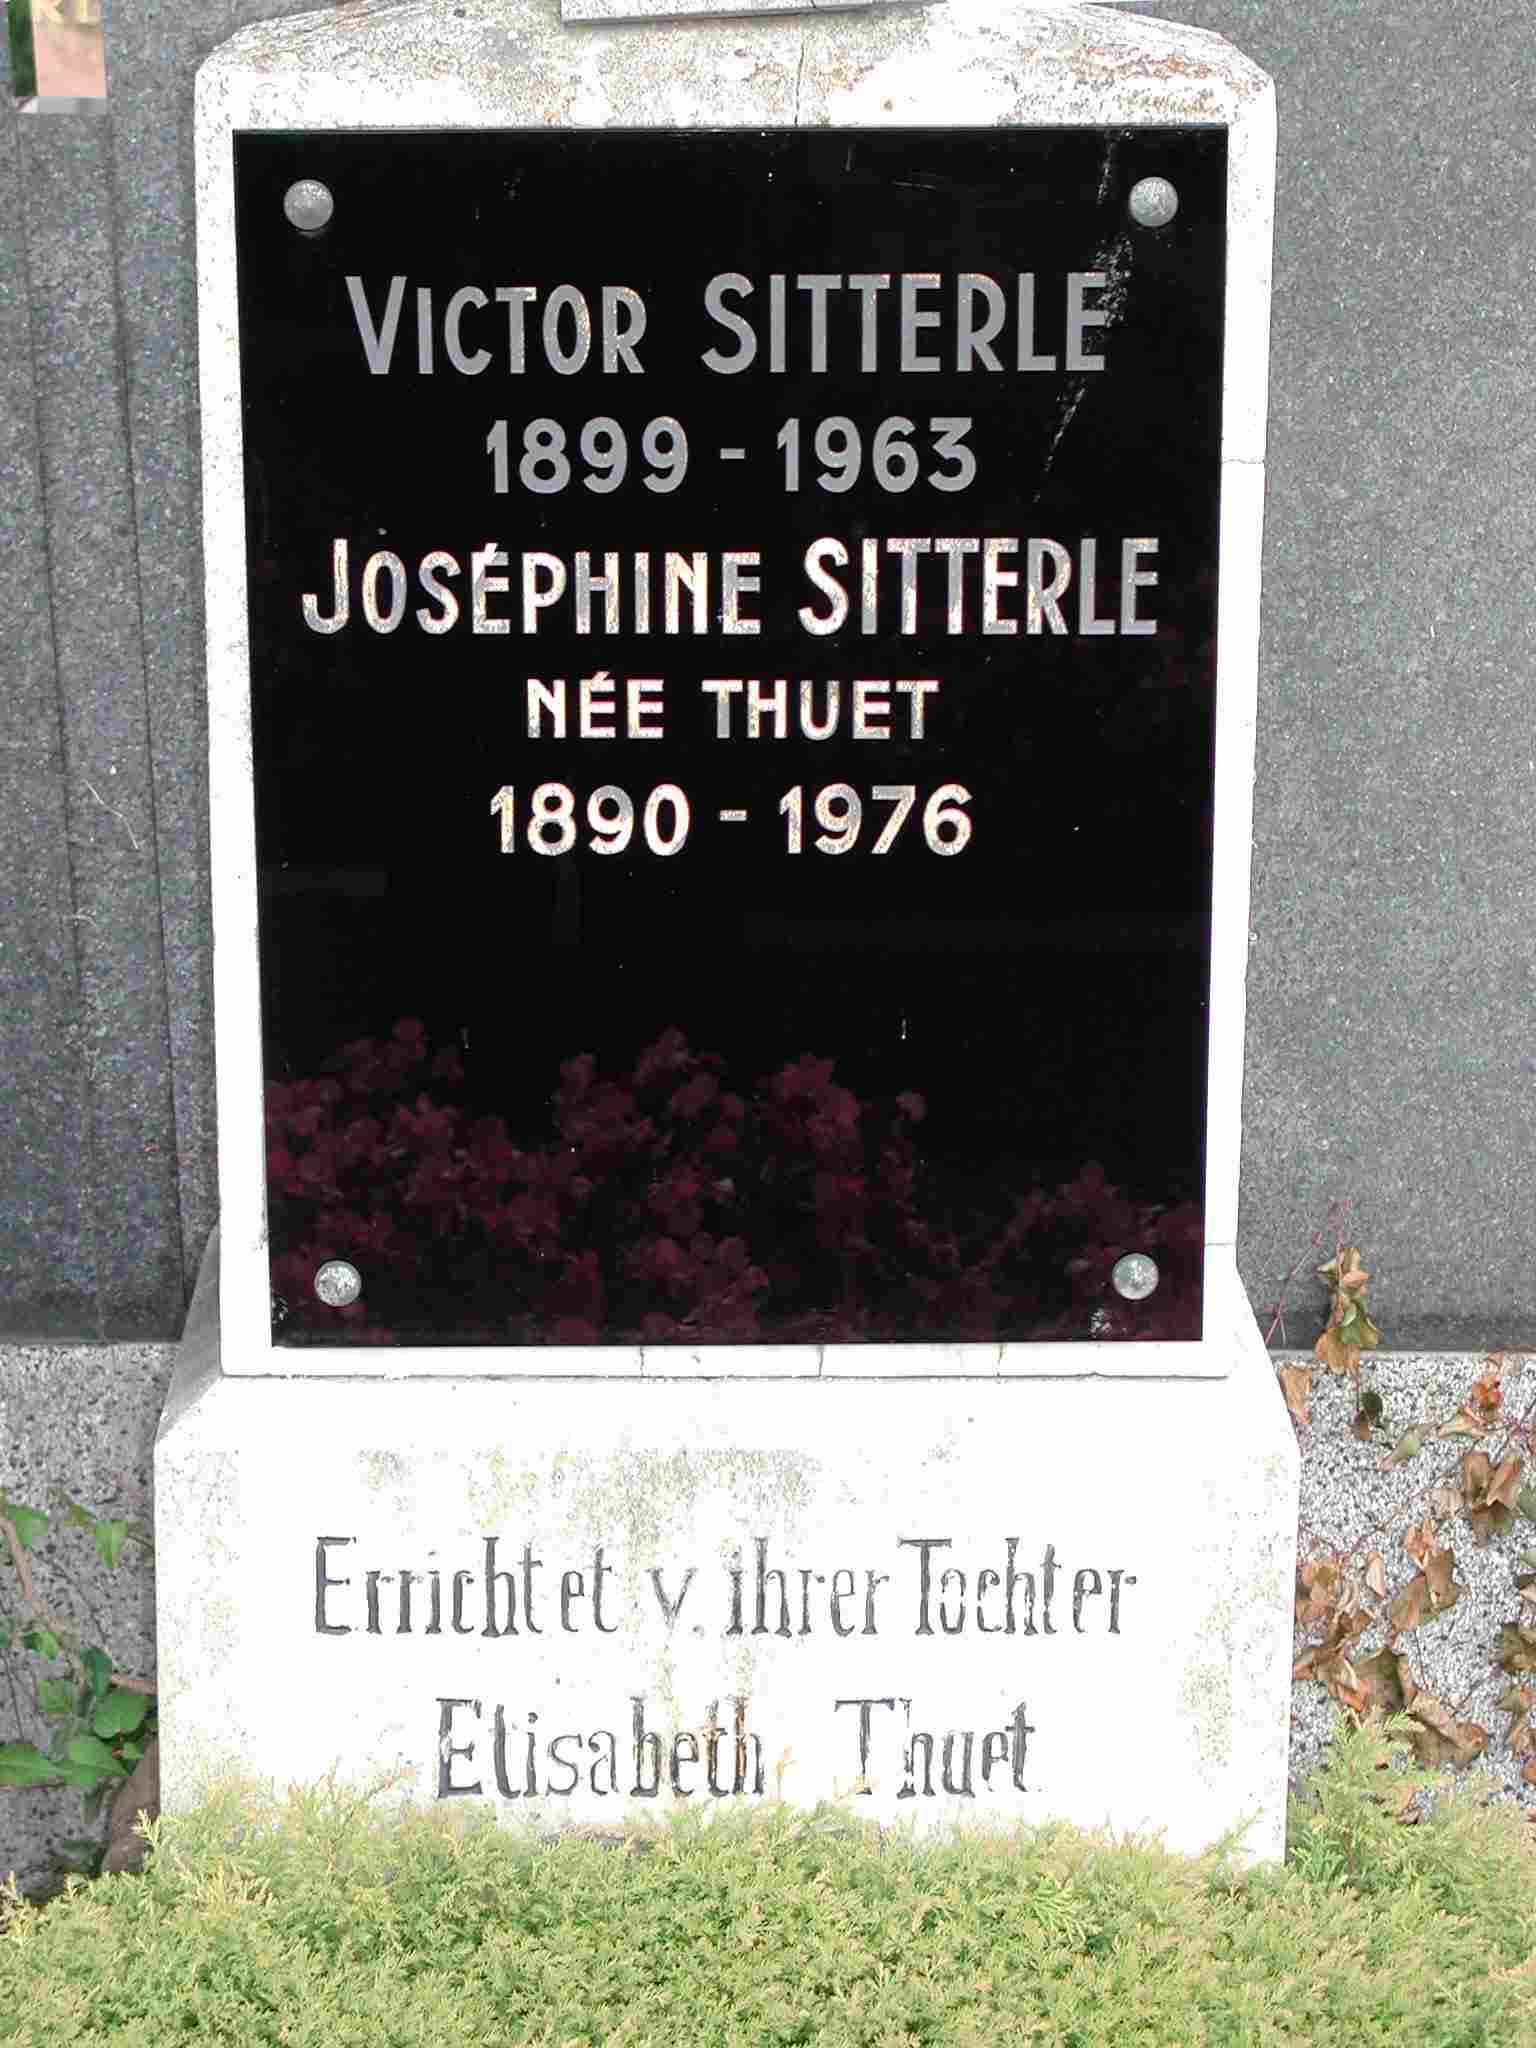 VICTOR SITTERLE
1899 - 1963
JOSÉPHINE SITTERLE
NÉE THUET
1890 - 1976
Errichtet v. ihrer Tochter
Elisabeth Thuet